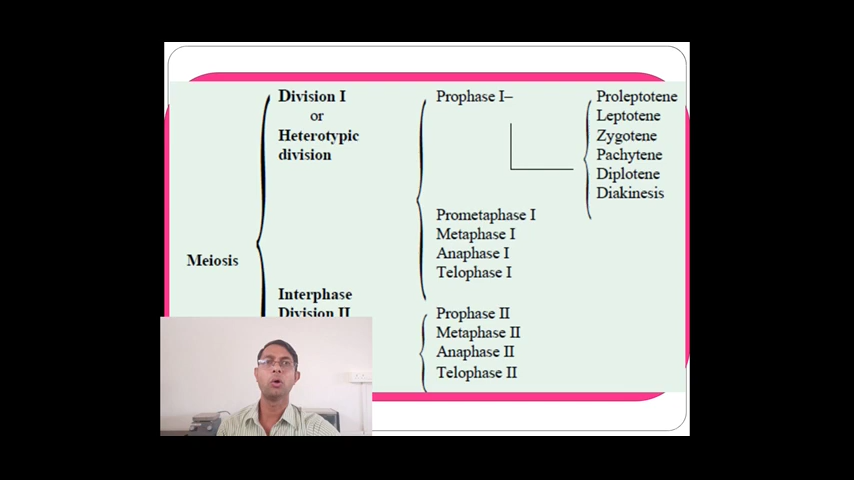 Division I
or
Heterotypic
division
Prophase I–
Proleptotene
Leptotene
Zygotene
Pachytene
Diplotene
Diakinesis
Prometaphase I
Metaphase I
Anaphase I
Telophase I
Meiosis
Interphase
Division II
Prophase II
Metaphase II
Anaphase II
Telophase II